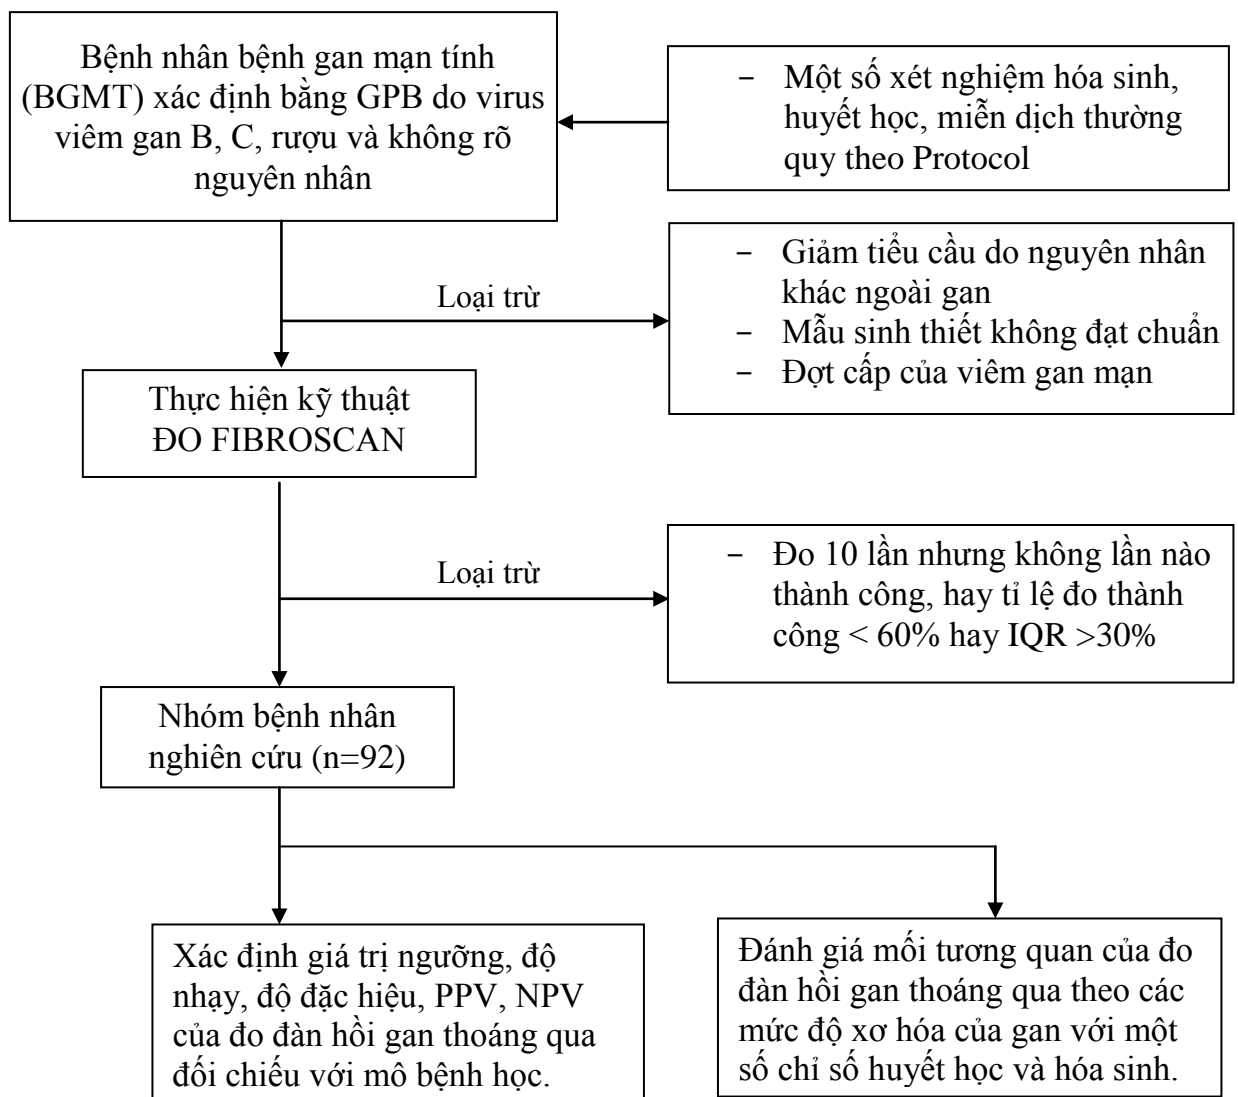 Bệnh nhân bệnh gan mạn tính
(BGMT) xác định bằng GPB do virus
viêm gan B, C, rượu và không rõ
nguyên nhân
- Một số xét nghiệm hóa sinh,
huyết học, miễn dịch thường
quy theo Protocol
Loại trừ
- Giảm tiểu cầu do nguyên nhân
khác ngoài gan
- Mẫu sinh thiết không đạt chuẩn
- Đợt cấp của viêm gan mạn
Thực hiện kỹ thuật
ĐO FIBROSCAN
Loại trừ
- Đo 10 lần nhưng không lần nào
thành công, hay tỉ lệ đo thành
công < 60% hay IQR >30%
Nhóm bệnh nhân
nghiên cứu (n=92)
Xác định giá trị ngưỡng, độ
nhạy, độ đặc hiệu, PPV, NPV
của đo đàn hồi gan thoáng qua
đối chiếu với mô bệnh học.
Đánh giá mối tương quan của đo
đàn hồi gan thoáng qua theo các
mức độ xơ hóa của gan với một
số chỉ số huyết học và hóa sinh.